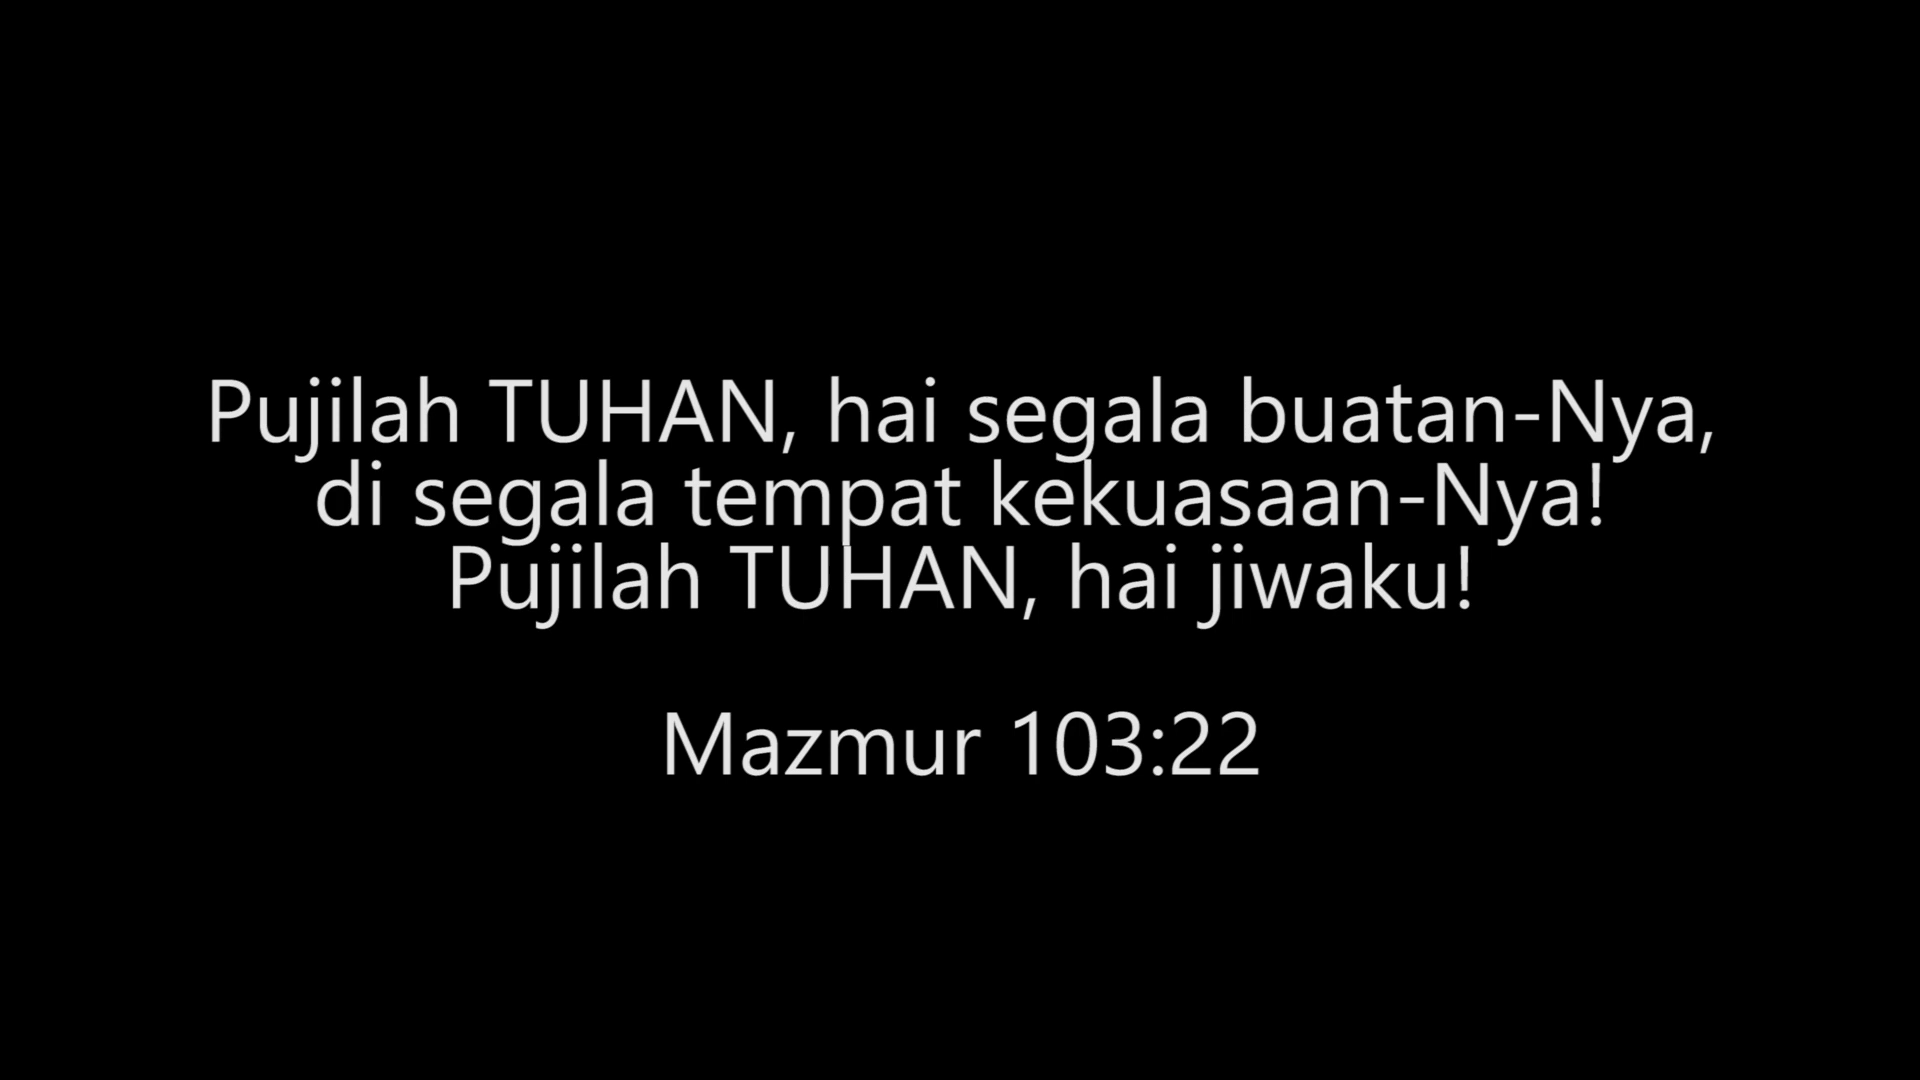 Pujilah TUHAN, hai segala buatan-Nya,
di segala tempat kekuasaan-Nya!
Pujilah TUHAN, hai jiwaku!
Mazmur 103:22